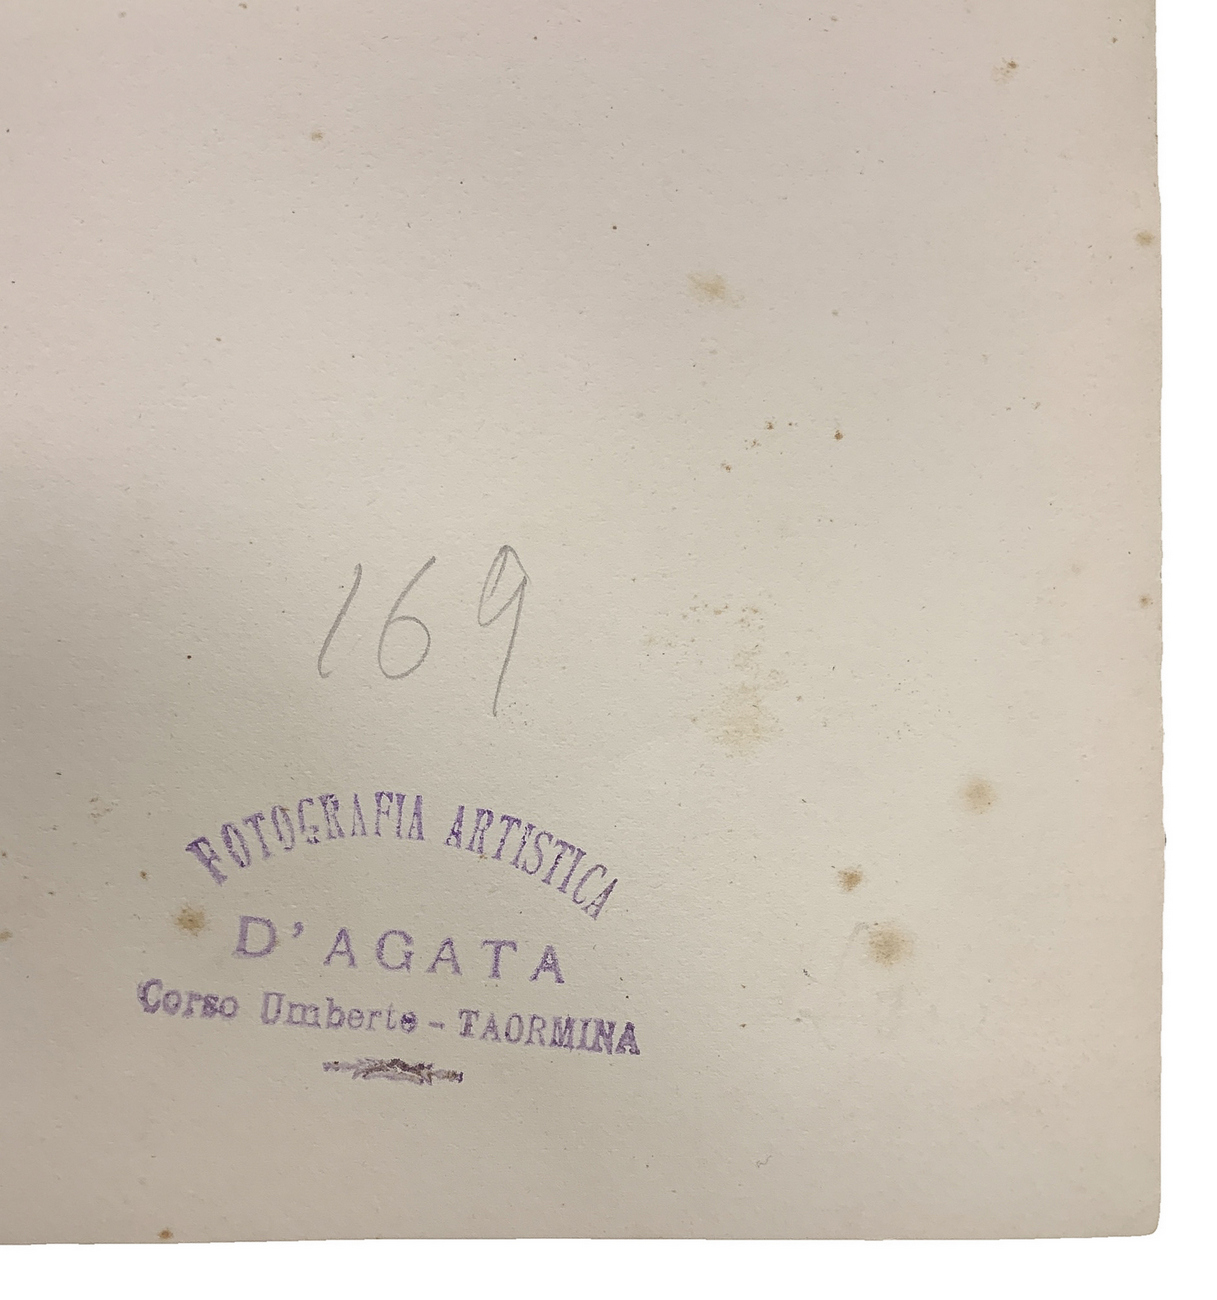 169
FOTOGRAFIA ARTISTICA
D'AGATA
Corso Umberto - TAORMINA